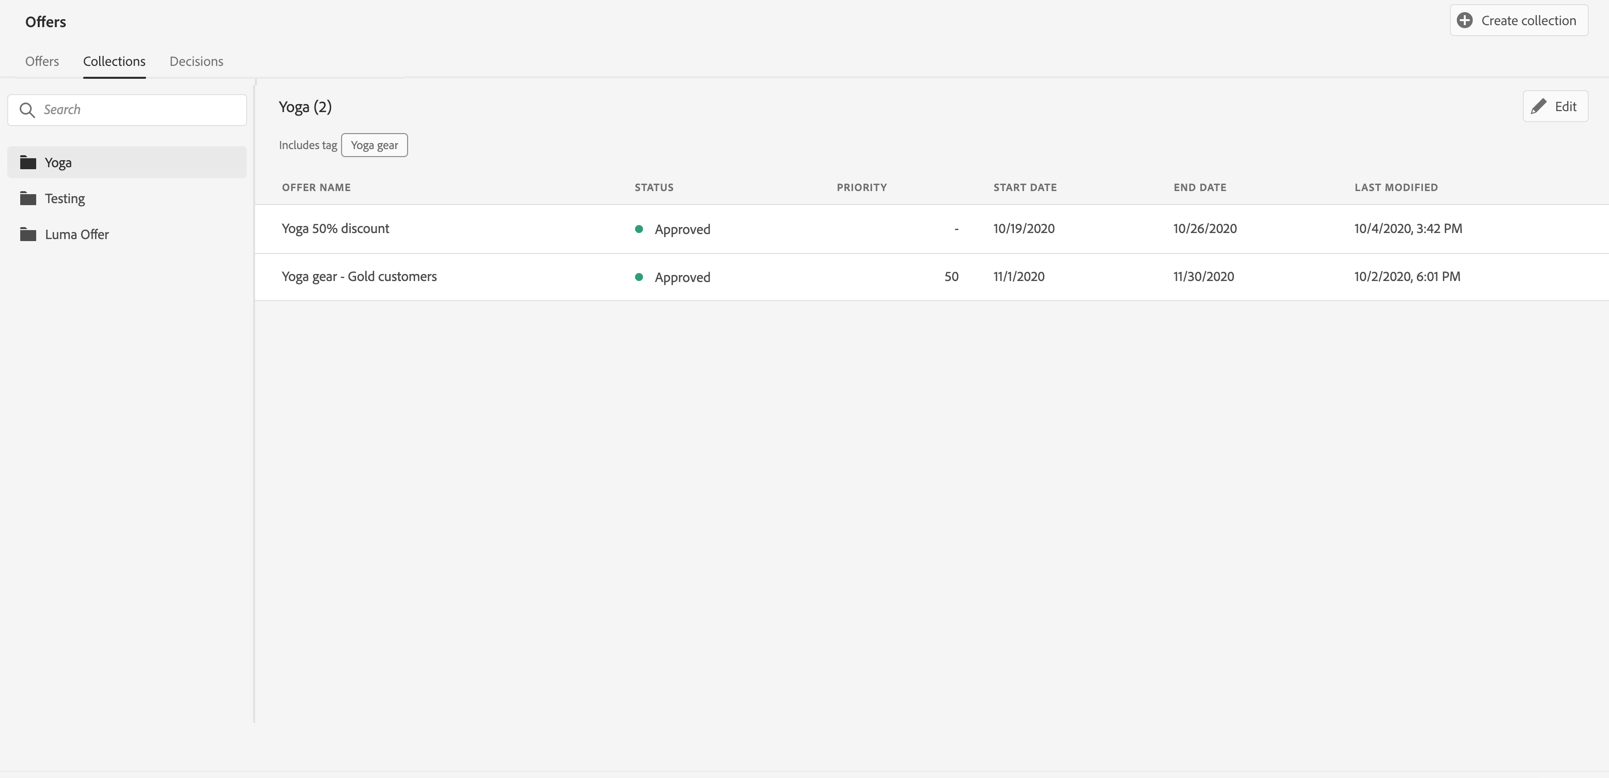 Offers
Create collection
Offers Collections Decisions
Search
Yoga
Testing
Luma Offer
Yoga (2)
Edit
Includes tag Yoga gear
OFFER NAME STATUS PRIORITY START DATE END DATE LAST MODIFIED
Yoga 50% discount Approved - 10/19/2020 10/26/2020 10/4/2020, 3:42 PM
Yoga gear - Gold customers Approved 50 11/1/2020 11/30/2020 10/2/2020, 6:01 PM